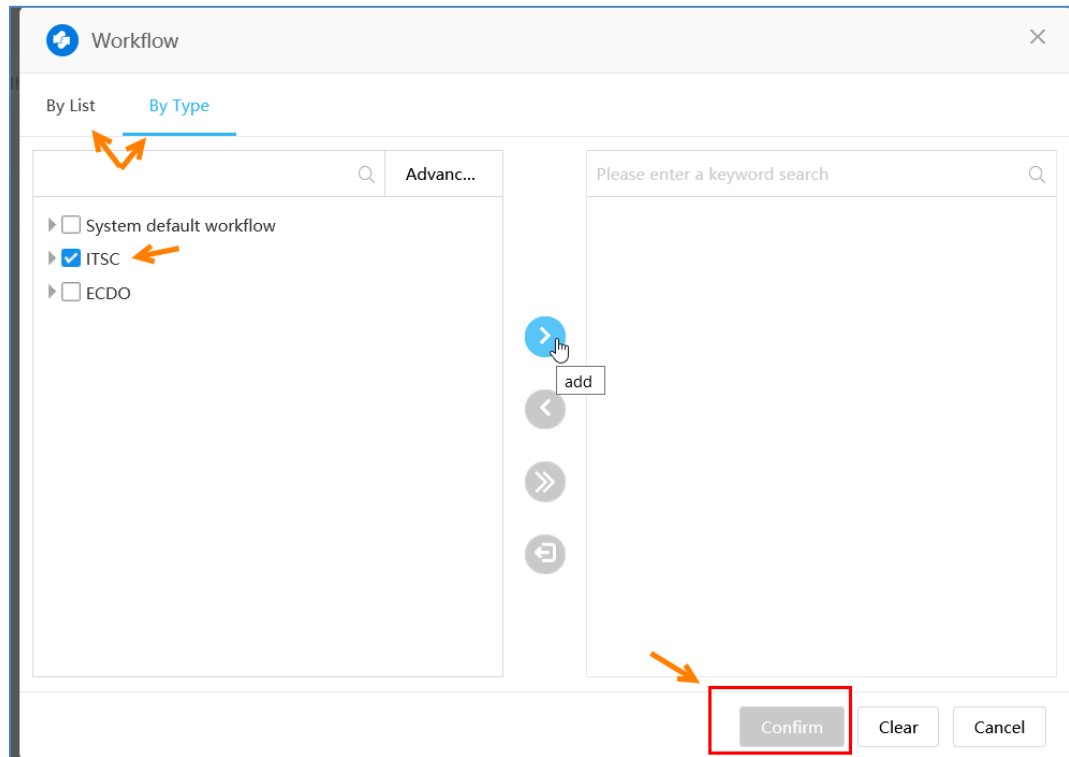 Workflow
By List
By Type
Advanc...
Please enter a keyword search
System default workflow
ITSC
ECDO
add
Confirm
Clear
Cancel